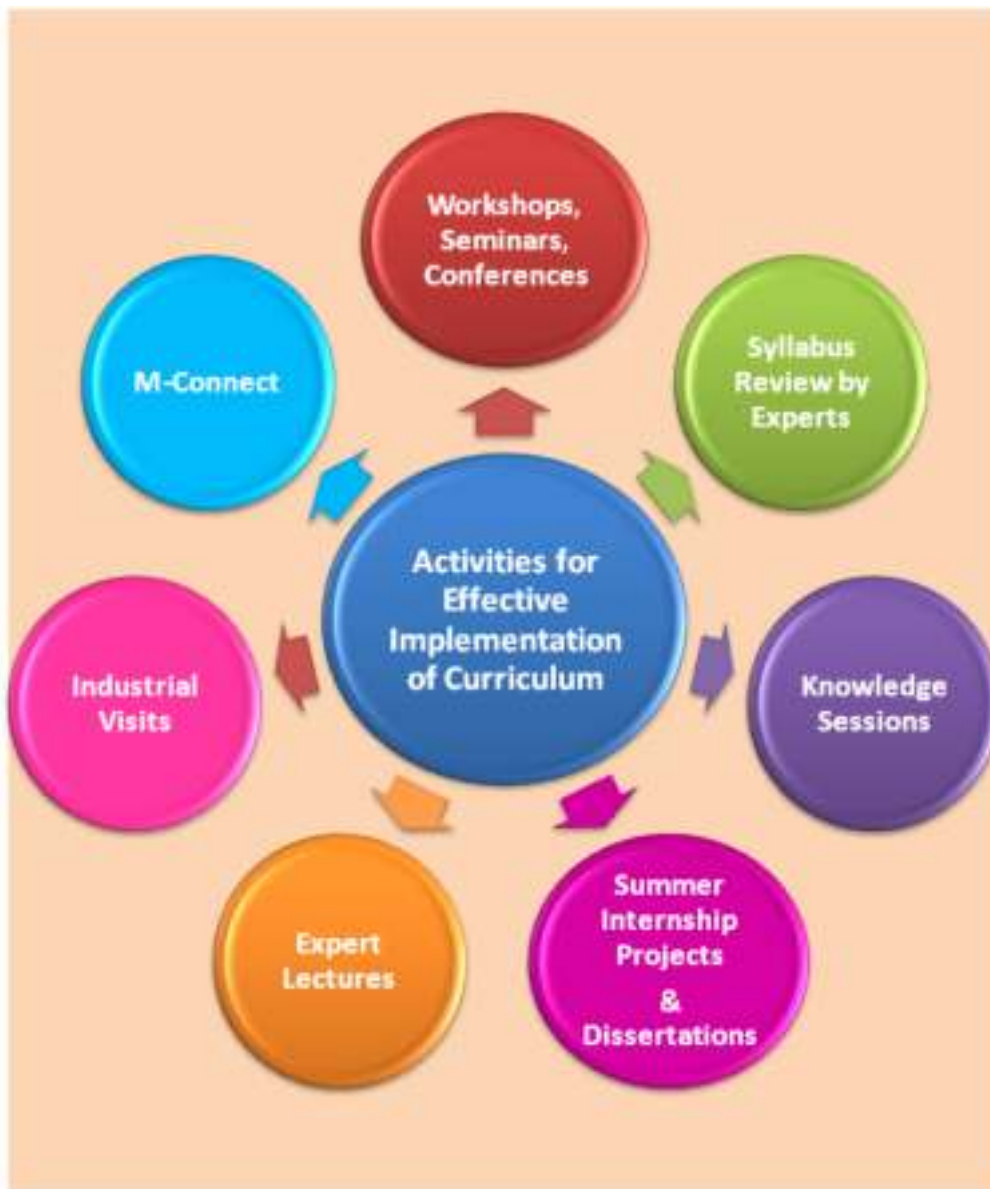 Workshops,
Seminars,
Conferences
Syllabus
Review by
Experts
Knowledge
Sessions
Summer
Internship
Projects
&
Dissertations
Expert
Lectures
Industrial
Visits
M-Connect
Activities for
Effective
Implementation
of Curriculum